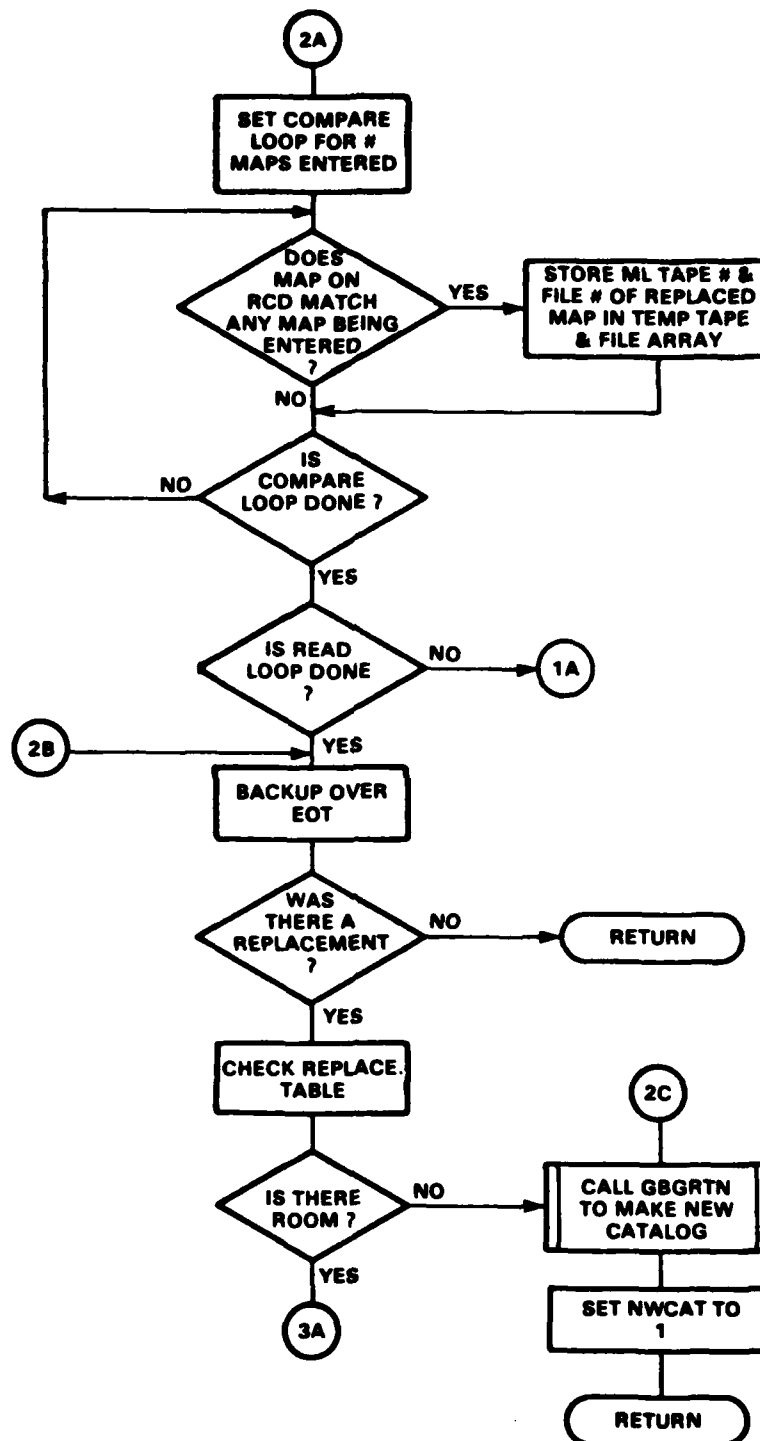 2A
SET COMPARE
LOOP FOR #
MAPS ENTERED
DOES
MAP ON
RCD MATCH
ANY MAP BEING
ENTERED
?
YES
STORE ML TAPE # &
FILE # OF REPLACED
MAP IN TEMP TAPE
& FILE ARRAY
NO
IS
COMPARE
LOOP DONE ?
NO
YES
IS READ
LOOP DONE
?
NO
1A
YES
2B
BACKUP OVER
EOT
WAS
THERE A
REPLACEMENT
?
NO
RETURN
YES
CHECK REPLACE.
TABLE
2C
IS THERE
ROOM ?
NO
CALL GBGRTN
TO MAKE NEW
CATALOG
YES
3A
SET NWCAT TO
1
RETURN